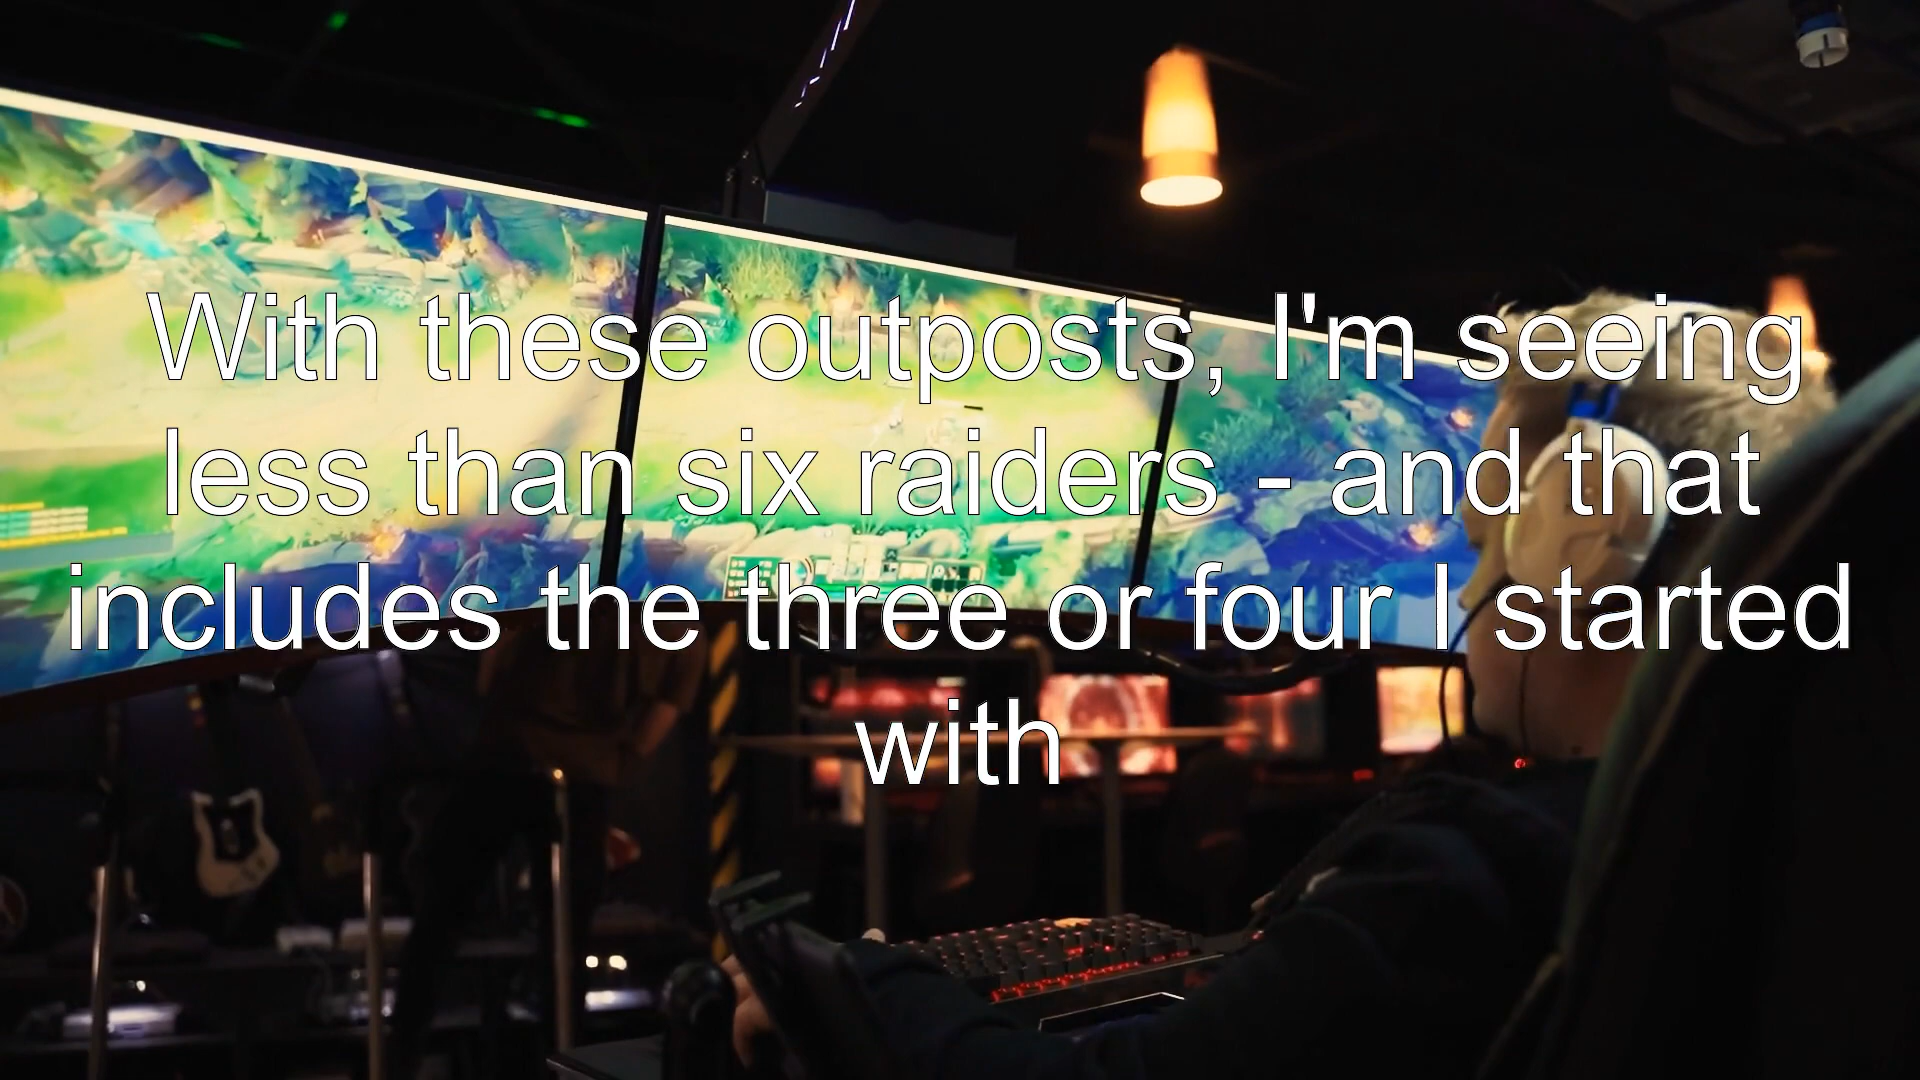 With these outposts, I'm seeing
less than six raiders - and that
includes the three or four I started
with